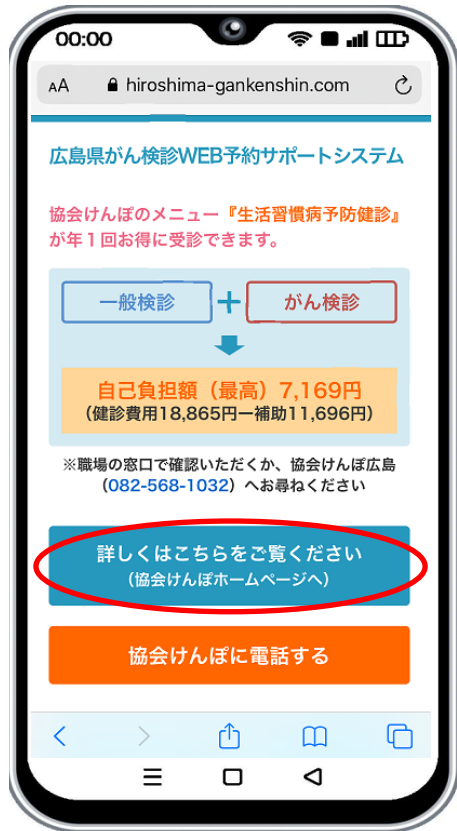 00:00
AA hiroshima-gankenshin.com
広島県がん検診WEB予約サポートシステム
協会けんぽのメニュー『生活習慣病予防健診』
が年１回お得に受診できます。
一般検診 + がん検診
自己負担額（最高）7,169円
（健診費用18,865円ー補助11,696円）
※職場の窓口で確認いただくか、協会けんぽ広島
（082-568-1032）へお尋ねください
詳しくはこちらをご覧ください
（協会けんぽホームページへ）
協会けんぽに電話する